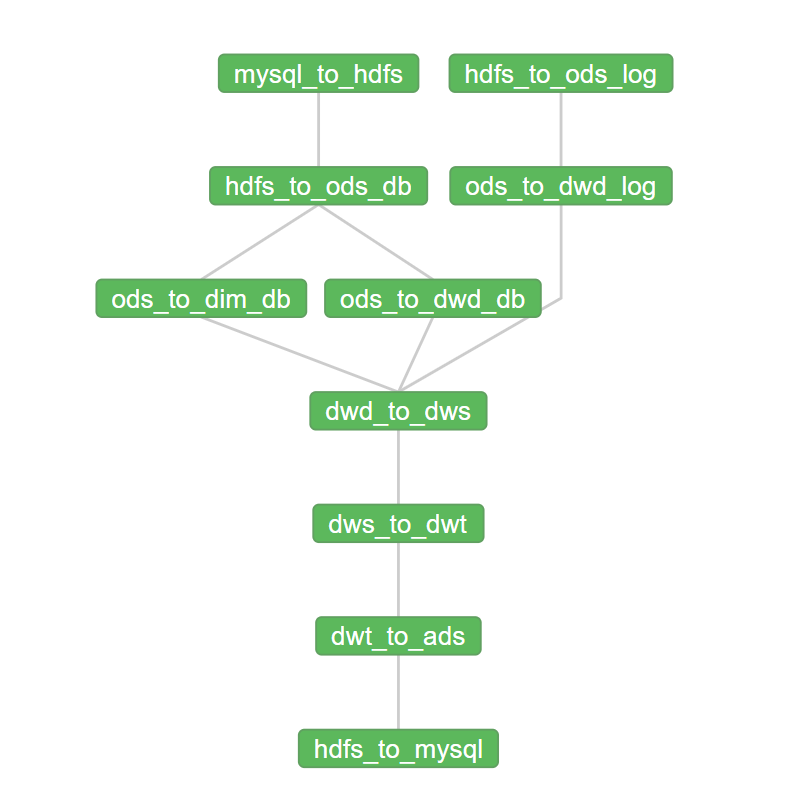 mysql_to_hdfs
hdfs_to_ods_log
hdfs_to_ods_db
ods_to_dwd_log
ods_to_dim_db
ods_to_dwd_db
dwd_to_dws
dws_to_dwt
dwt_to_ads
hdfs_to_mysql